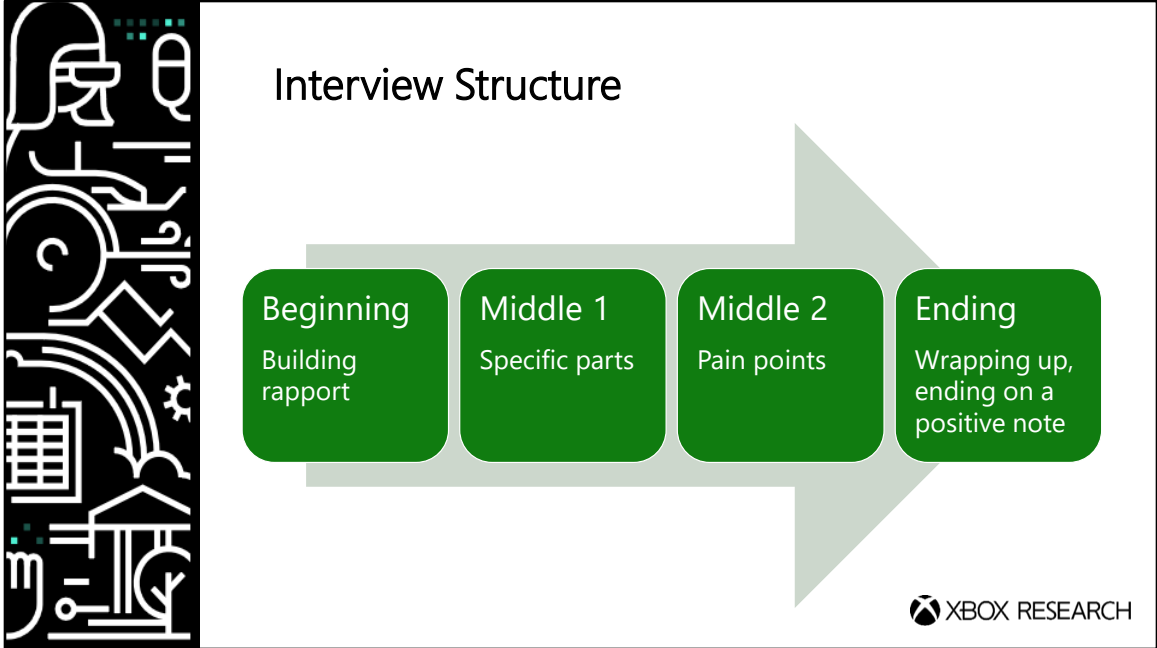 Interview Structure
Beginning
Building
rapport
Middle 1
Specific parts
Middle 2
Pain points
Ending
Wrapping up,
ending on a
positive note
XBOX RESEARCH